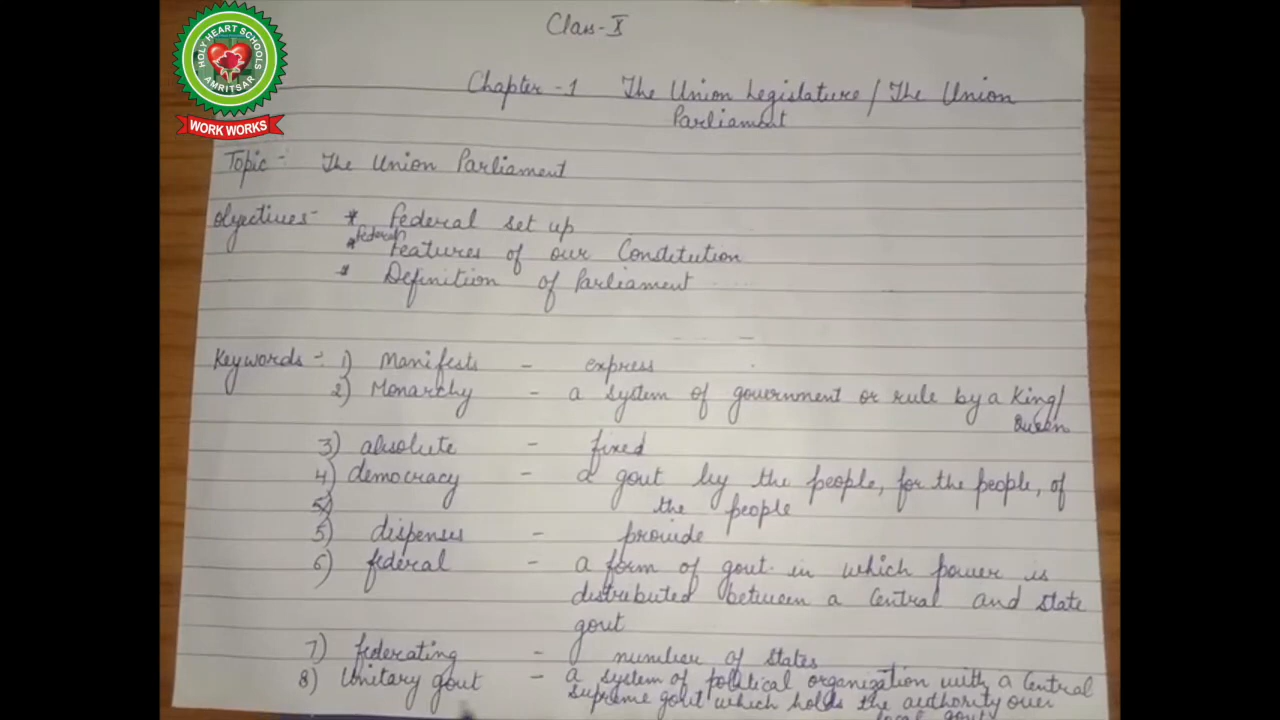 HOLY HEART SCHOOLS
AMRITSAR
WORK WORKS
Class-X
Chapter -1 The Union Legislature / The Union
Parliament
Topic:- The Union Parliament
Objectives- * Federal set up
* Federal Features of our Constitution
* Definition of Parliament
Keywords:- 1) Manifests - express
2) Monarchy - a system of government or rule by a King/
Queen
3) absolute - fixed
4) democracy - a govt by the people, for the people, of
the people
5)
5) dispenses - provide
6) federal - a form of govt. in which power is
distributed between a Central and state
govt
7) federating - number of states
8) Unitary govt - a system of political organization with a Central
supreme govt which holds the authority over
local govt